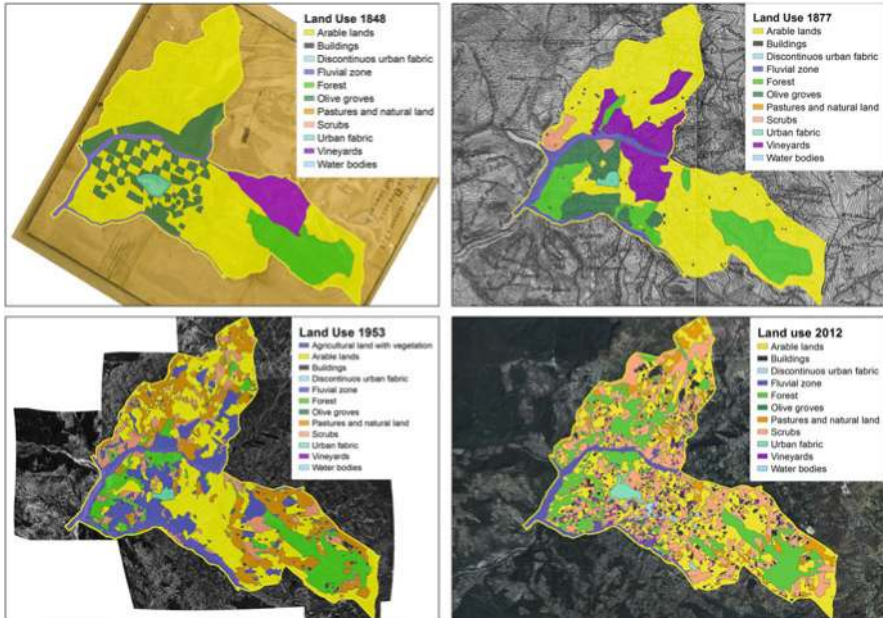 Land Use 1848
Arable lands
Buildings
Discontinuos urban fabric
Fluvial zone
Forest
Olive groves
Pastures and natural land
Scrubs
Urban fabric
Vineyards
Water bodies
Land Use 1877
Arable lands
Buildings
Discontinuos urban fabric
Fluvial zone
Forest
Olive groves
Pastures and natural land
Scrubs
Urban fabric
Vineyards
Water bodies
Land Use 1953
Agricultural land with vegetation
Arable lands
Buildings
Discontinuos urban fabric
Fluvial zone
Forest
Olive groves
Pastures and natural land
Scrubs
Urban fabric
Vineyards
Water bodies
Land use 2012
Arable lands
Buildings
Discontinuos urban fabric
Fluvial zone
Forest
Olive groves
Pastures and natural land
Scrubs
Urban fabric
Vineyards
Water bodies